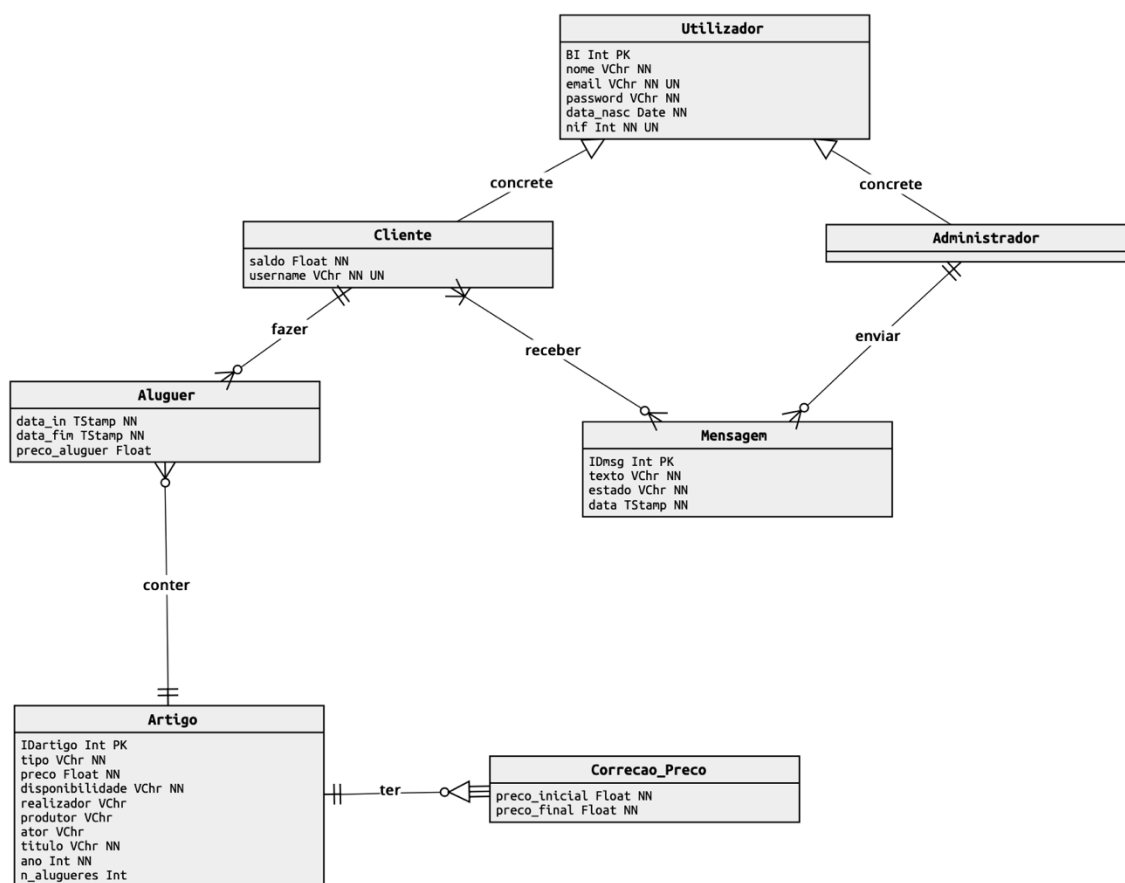 Utilizador
BI Int PK
nome VChr NN
email VChr NN UN
password VChr NN
data_nasc Date NN
nif Int NN UN
concrete
concrete
Cliente
saldo Float NN
username VChr NN UN
Administrador
fazer
receber
enviar
Aluguer
data_in TStamp NN
data_fim TStamp NN
preco_aluguer Float
Mensagem
IDmsg Int PK
texto VChr NN
estado VChr NN
data TStamp NN
conter
Artigo
IDartigo Int PK
tipo VChr NN
preco Float NN
disponibilidade VChr NN
realizador VChr
produtor VChr
ator VChr
titulo VChr NN
ano Int NN
n_alugueres Int
ter
Correcao_Preco
preco_inicial Float NN
preco_final Float NN